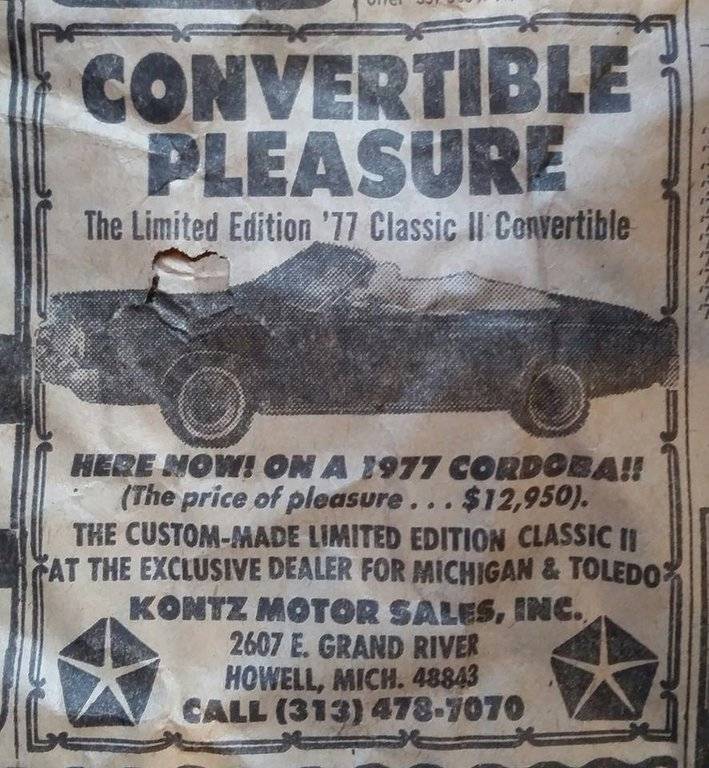 CONVERTIBLE
PLEASURE
The Limited Edition '77 Classic II Convertible
HERE NOW! ON A 1977 CORDOBA!!
(The price of pleasure . . . $12,950).
THE CUSTOM-MADE LIMITED EDITION CLASSIC II
AT THE EXCLUSIVE DEALER FOR MICHIGAN & TOLEDO
KONTZ MOTOR SALES, INC.
2607 E. GRAND RIVER
HOWELL, MICH. 48843
CALL (313) 478-7070